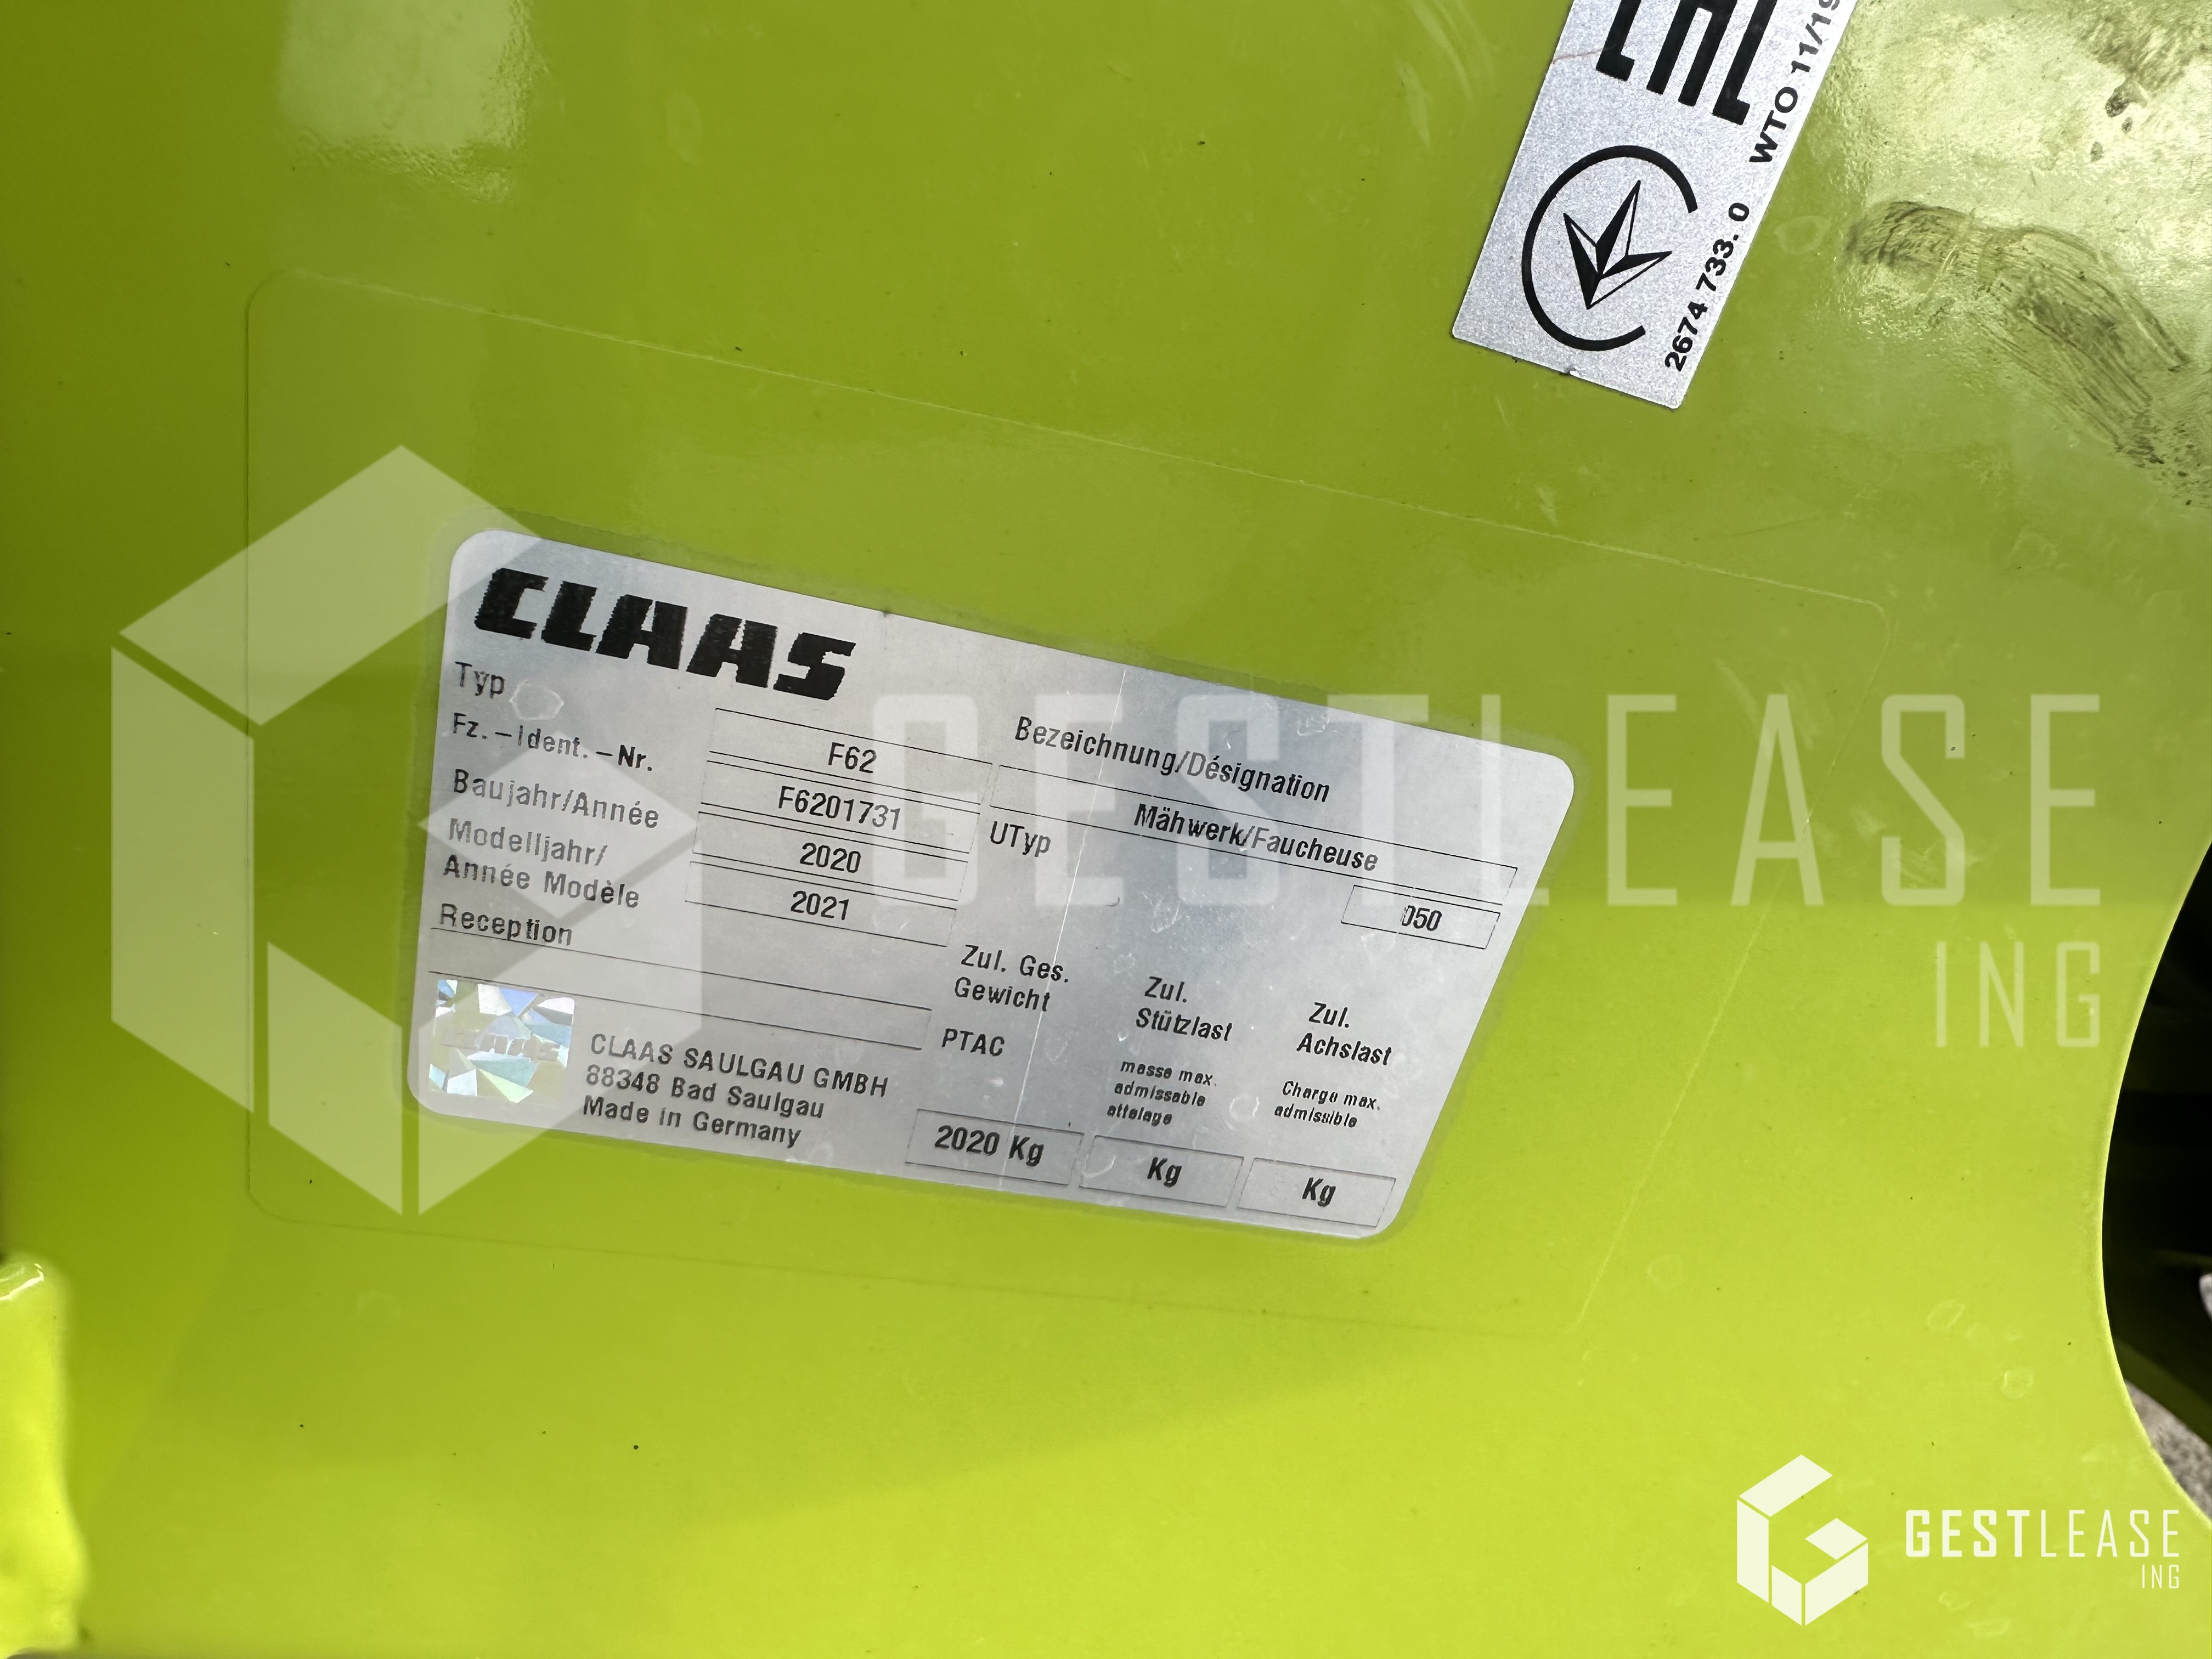 EAC
WTO 11/19
2674 733. 0
CLAAS
Typ
F62
Bezeichnung/Désignation
Fz.-Ident.-Nr.
F6201731
Mähwerk/Faucheuse
Baujahr/Année
2020
UTyp
050
Modelljahr/
Année Modèle
2021
Reception
Zul. Ges.
Gewicht
PTAC
2020 Kg
Zul.
Stützlast
masse max.
admissable
attelage
Kg
Zul.
Achslast
Charge max.
admissible
Kg
CLAAS
CLAAS SAULGAU GMBH
88348 Bad Saulgau
Made in Germany
GESTLEASE
ING
GESTLEASE
ING